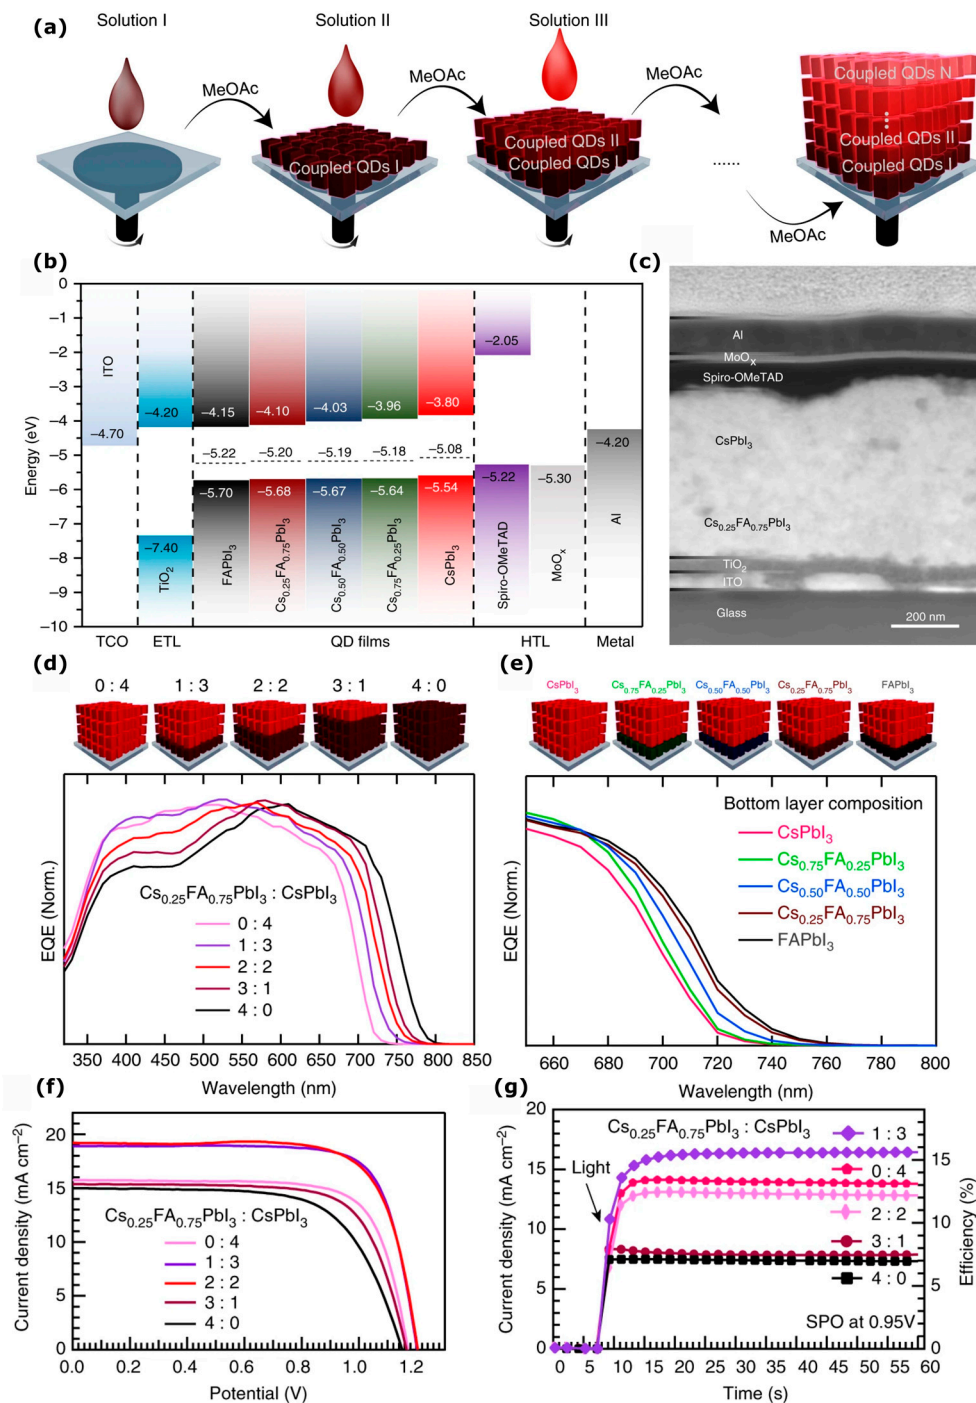 (a)
Solution I
Solution II
Solution III
MeOAc
MeOAc
MeOAc
Coupled QDs I
Coupled QDs II
Coupled QDs I
......
MeOAc
Coupled QDs N
Coupled QDs II
Coupled QDs I
(b)
Energy (eV)
0
−1
−2
−3
−4
−5
−6
−7
−8
−9
−10
ITO
−4.70
−4.20
−7.40
TiO2
−4.15
−5.22
−5.70
FAPbI3
−4.10
−5.20
−5.68
Cs0.25FA0.75PbI3
−4.03
−5.19
−5.67
Cs0.50FA0.50PbI3
−3.96
−5.18
−5.64
Cs0.75FA0.25PbI3
−3.80
−5.08
−5.54
CsPbI3
−2.05
−5.22
Spiro-OMeTAD
−5.30
MoOx
−4.20
Al
TCO ETL QD films HTL Metal
(c)
Al
MoOx
Spiro-OMeTAD
CsPbI3
Cs0.25FA0.75PbI3
TiO2
ITO
Glass
200 nm
(d)
0 : 4 1 : 3 2 : 2 3 : 1 4 : 0
EQE (Norm.)
Cs0.25FA0.75PbI3 : CsPbI3
0 : 4
1 : 3
2 : 2
3 : 1
4 : 0
350 400 450 500 550 600 650 700 750 800 850
Wavelength (nm)
(e)
CsPbI3 Cs0.75FA0.25PbI3 Cs0.50FA0.50PbI3 Cs0.25FA0.75PbI3 FAPbI3
EQE (Norm.)
Bottom layer composition
CsPbI3
Cs0.75FA0.25PbI3
Cs0.50FA0.50PbI3
Cs0.25FA0.75PbI3
FAPbI3
660 680 700 720 740 760 780 800
Wavelength (nm)
(f)
Current density (mA cm−2)
20
15
10
5
0
Cs0.25FA0.75PbI3 : CsPbI3
0 : 4
1 : 3
2 : 2
3 : 1
4 : 0
0.0 0.2 0.4 0.6 0.8 1.0 1.2
Potential (V)
(g)
Current density (mA cm−2)
20
18
16
14
12
10
8
6
4
2
0
Cs0.25FA0.75PbI3 : CsPbI3
Light
1 : 3
0 : 4
2 : 2
3 : 1
4 : 0
SPO at 0.95V
15
10
5
0
Efficiency (%)
0 5 10 15 20 25 30 35 40 45 50 55 60
Time (s)